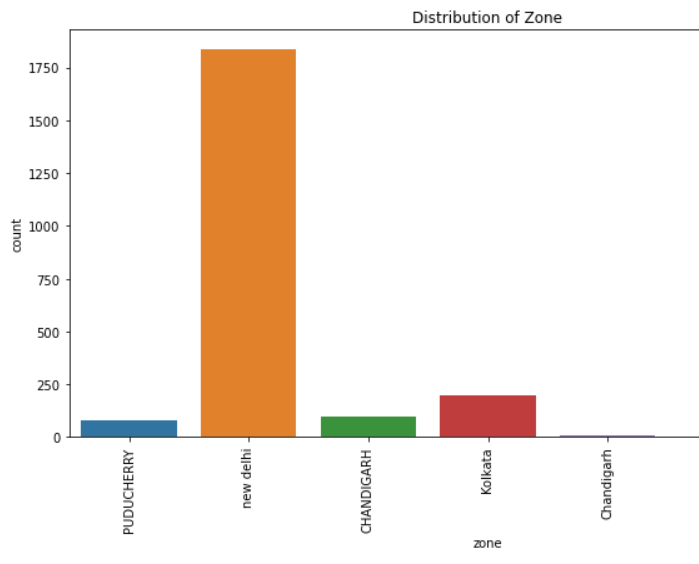 Distribution of Zone
1750
1500
1250
1000
750
500
250
0
count
PUDUCHERRY
new delhi
CHANDIGARH
Kolkata
Chandigarh
zone